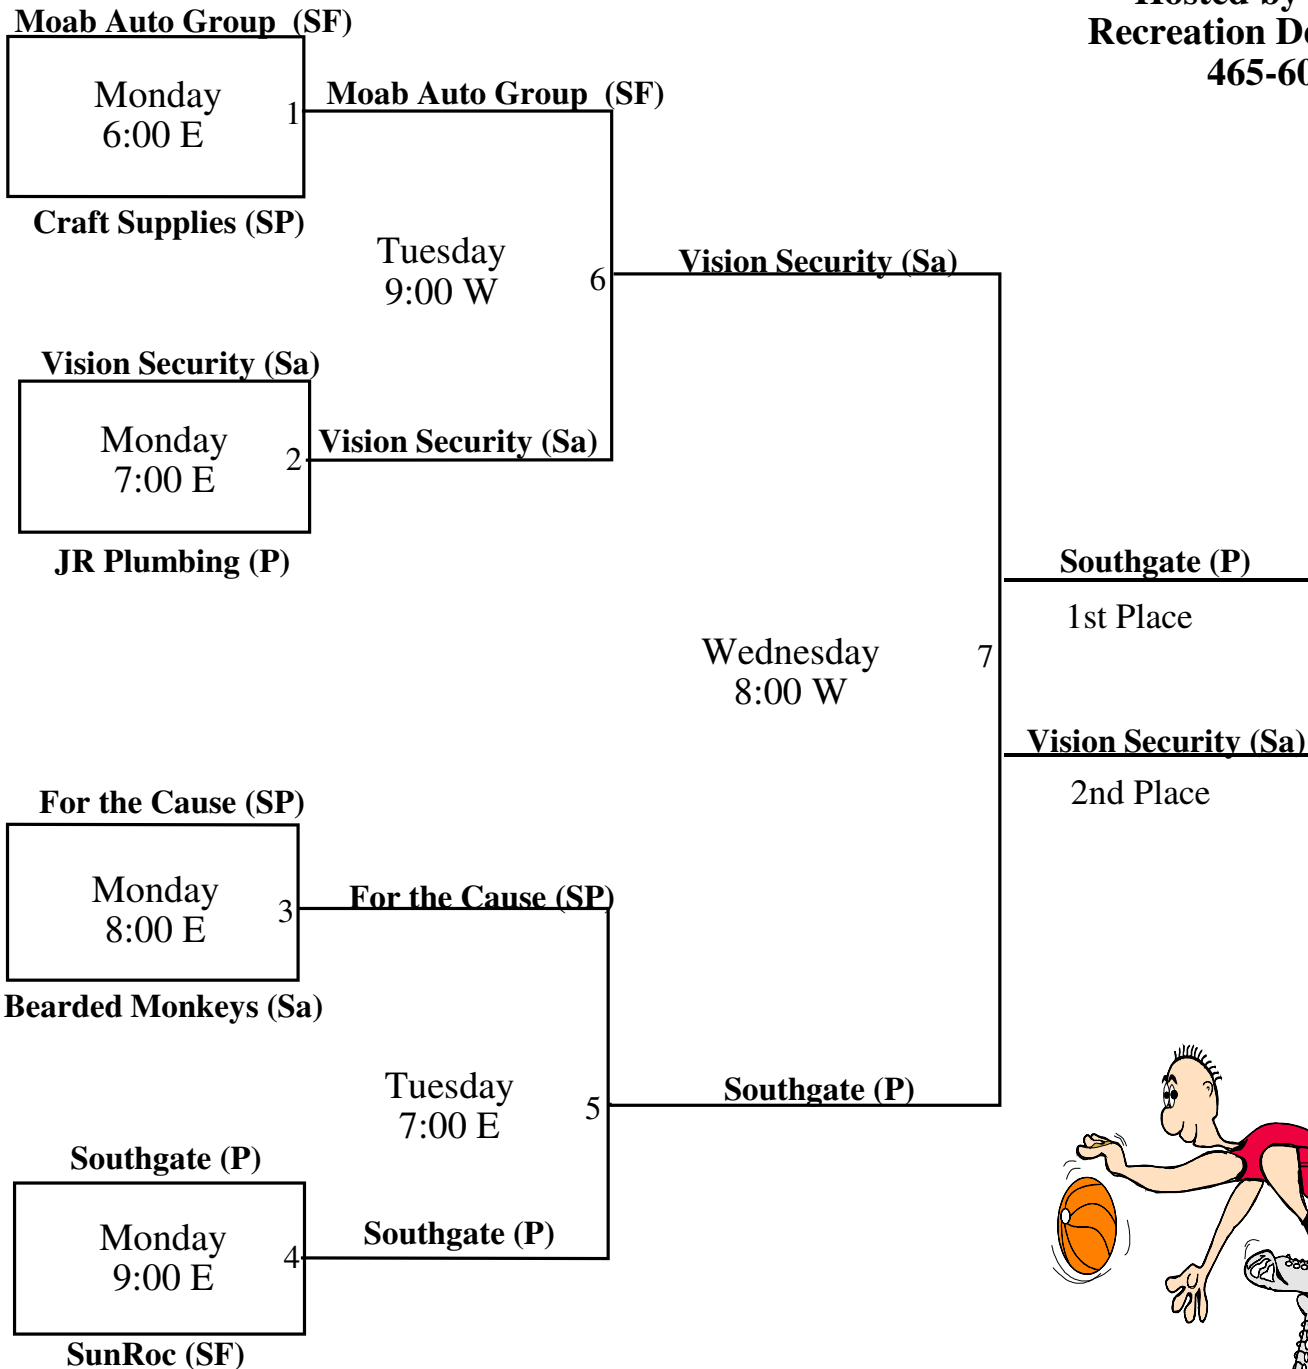 Hosted by
Recreation
465-60
Moab Auto Group (SF)
Monday
6:00 E
1
Craft Supplies (SP)
Moab Auto Group (SF)
Tuesday
9:00 W
6
Vision Security (Sa)
Vision Security (Sa)
Monday
7:00 E
2
JR Plumbing (P)
Vision Security (Sa)
Southgate (P)
1st Place
Wednesday
8:00 W
7
Vision Security (Sa)
2nd Place
For the Cause (SP)
Monday
8:00 E
3
Bearded Monkeys (Sa)
For the Cause (SP)
Tuesday
7:00 E
5
Southgate (P)
Southgate (P)
Monday
9:00 E
4
SunRoc (SF)
Southgate (P)